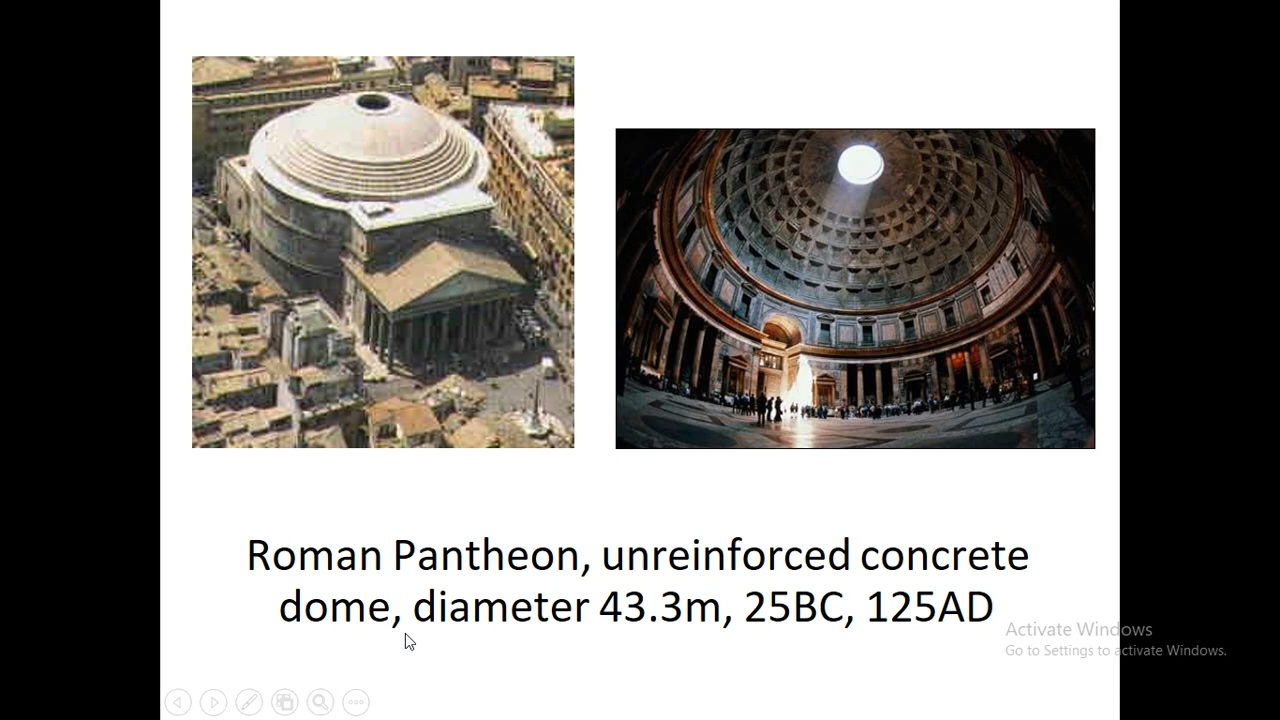 Roman Pantheon, unreinforced concrete
dome, diameter 43.3m, 25BC, 125AD
Activate Windows
Go to Settings to activate Windows.